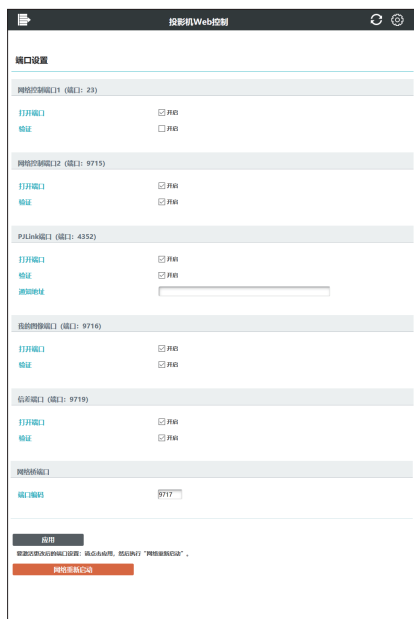 投影机Web控制
端口设置
网络控制端口1 (端口: 23)
打开端口 开启
验证 开启
网络控制端口2 (端口: 9715)
打开端口 开启
验证 开启
PJLink端口 (端口: 4352)
打开端口 开启
验证 开启
通知地址
我的图像端口 (端口: 9716)
打开端口 开启
验证 开启
信差端口 (端口: 9719)
打开端口 开启
验证 开启
网络桥端口
端口编码 9717
应用
要激活更改后的端口设置: 请点击应用, 然后执行 "网络重新启动" 。
网络重新启动